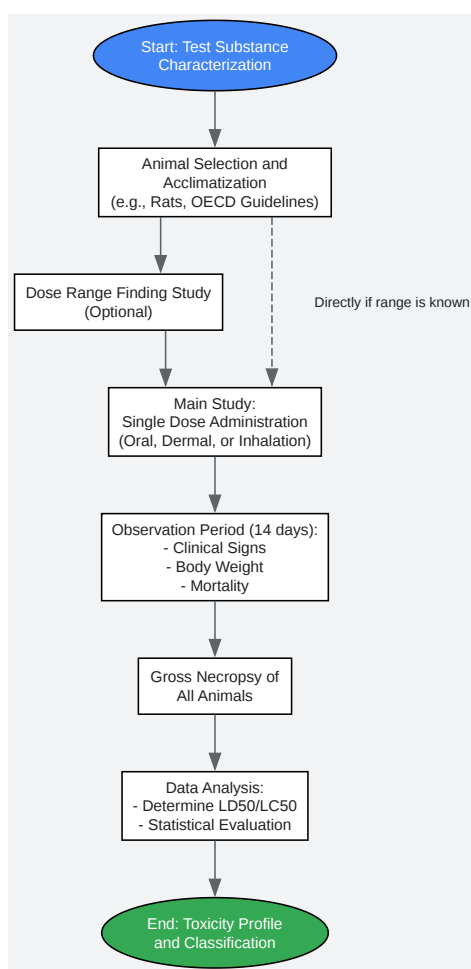 Start: Test Substance
Characterization
Animal Selection and
Acclimatization
(e.g., Rats, OECD Guidelines)
Dose Range Finding Study
(Optional)
Directly if range is known
Main Study:
Single Dose Administration
(Oral, Dermal, or Inhalation)
Observation Period (14 days):
- Clinical Signs
- Body Weight
- Mortality
Gross Necropsy of
All Animals
Data Analysis:
- Determine LD50/LC50
- Statistical Evaluation
End: Toxicity Profile
and Classification